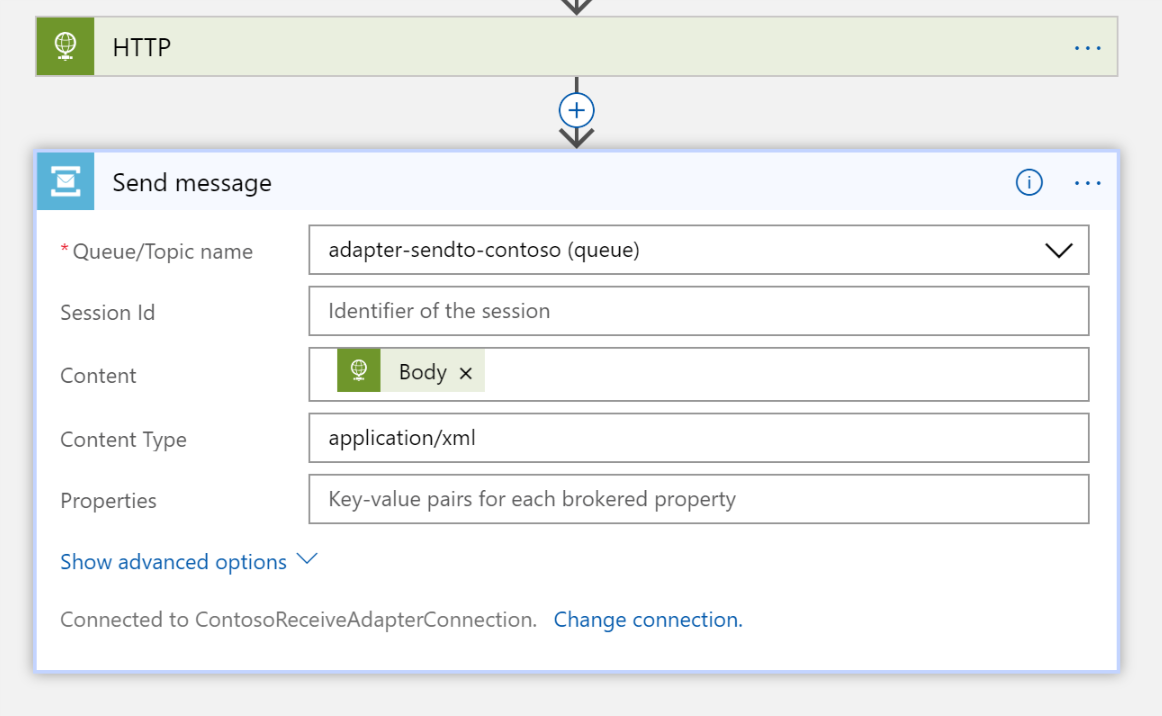 HTTP
Send message
* Queue/Topic name
adapter-sendto-contoso (queue)
Session Id
Identifier of the session
Content
Body ×
Content Type
application/xml
Properties
Key-value pairs for each brokered property
Show advanced options
Connected to ContosoReceiveAdapterConnection. Change connection.